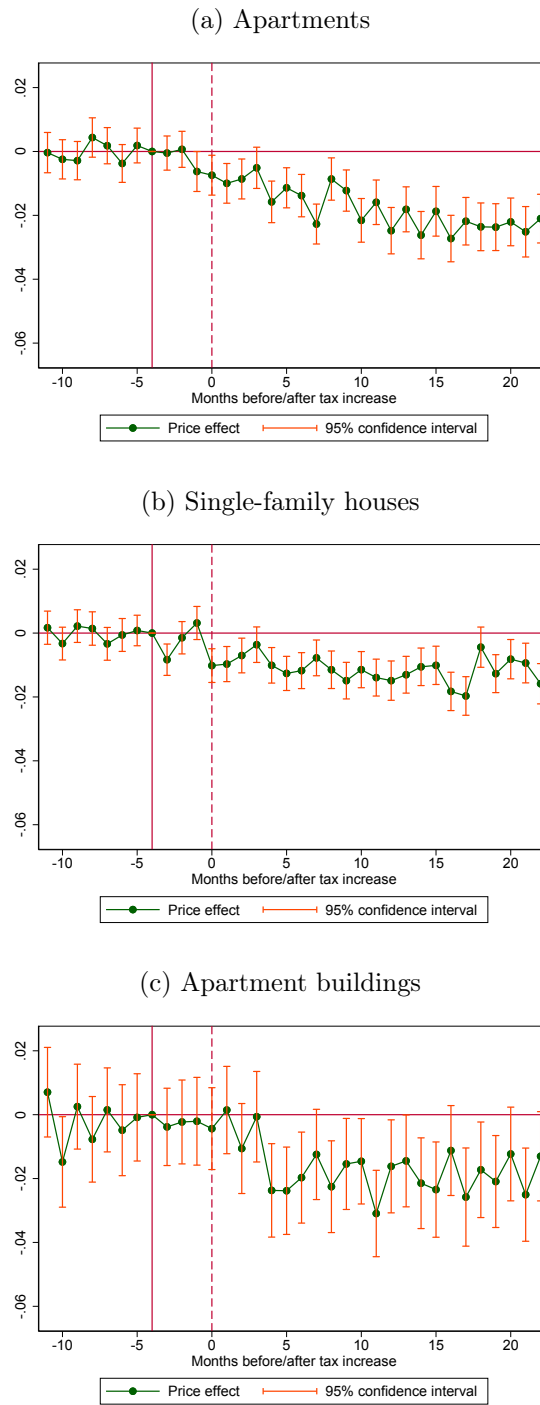 (a) Apartments
.02
0
-.02
-.04
-.06
-10 -5 0 5 10 15 20
Months before/after tax increase
Price effect 95% confidence interval
(b) Single-family houses
.02
0
-.02
-.04
-.06
-10 -5 0 5 10 15 20
Months before/after tax increase
Price effect 95% confidence interval
(c) Apartment buildings
.02
0
-.02
-.04
-.06
-10 -5 0 5 10 15 20
Months before/after tax increase
Price effect 95% confidence interval